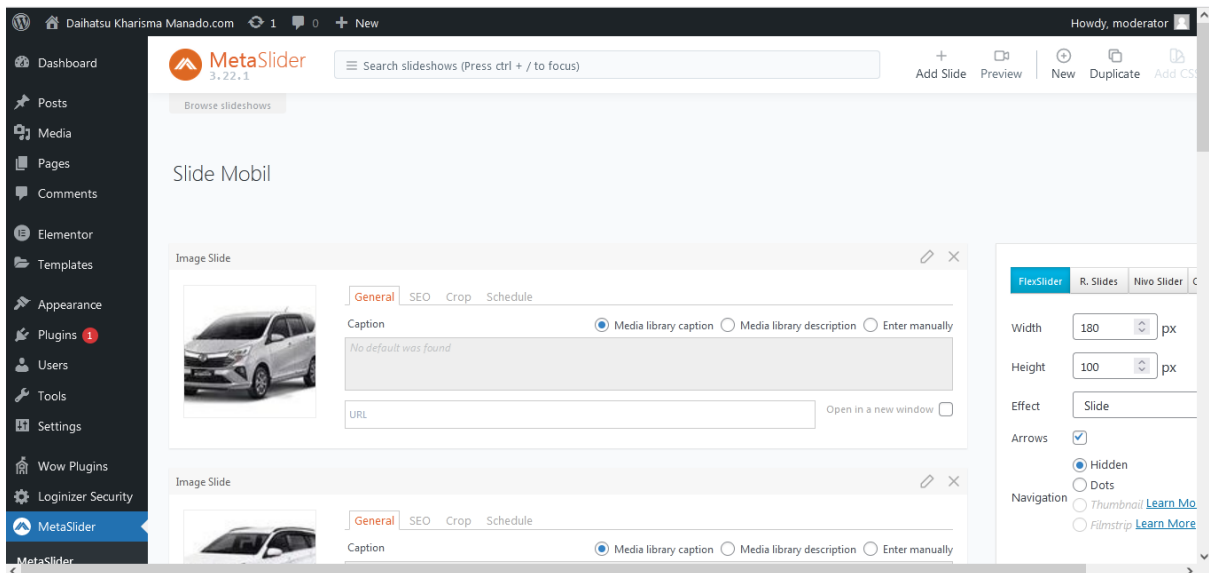 Daihatsu Kharisma Manado.com 1 0 New Howdy, moderator
Dashboard
Posts
Media
Pages
Comments
Elementor
Templates
Appearance
Plugins 1
Users
Tools
Settings
Wow Plugins
Loginizer Security
MetaSlider
MetaSlider
MetaSlider
3.22.1
Search slideshows (Press ctrl + / to focus)
Add Slide Preview New Duplicate Add CSS
Browse slideshows
Slide Mobil
Image Slide
General SEO Crop Schedule
Caption Media library caption Media library description Enter manually
No default was found
URL Open in a new window
Image Slide
General SEO Crop Schedule
Caption Media library caption Media library description Enter manually
FlexSlider R. Slides Nivo Slider C
Width 180 px
Height 100 px
Effect Slide
Arrows
Navigation
Hidden
Dots
Thumbnail Learn Mo
Filmstrip Learn More